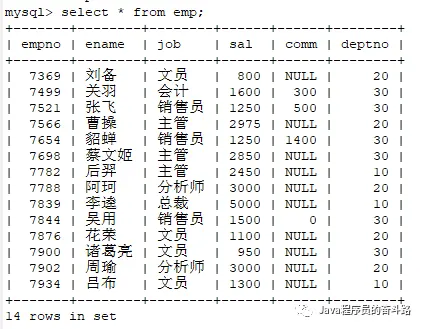 mysql> select * from emp;
| empno | ename | job | sal | comm | deptno |
| 7369 | 刘备 | 文员 | 800 | NULL | 20 |
| 7499 | 关羽 | 会计 | 1600 | 300 | 30 |
| 7521 | 张飞 | 销售员 | 1250 | 500 | 30 |
| 7566 | 曹操 | 主管 | 2975 | NULL | 20 |
| 7654 | 貂蝉 | 销售员 | 1250 | 1400 | 30 |
| 7698 | 蔡文姬 | 主管 | 2850 | NULL | 30 |
| 7782 | 后羿 | 主管 | 2450 | NULL | 10 |
| 7788 | 阿珂 | 分析师 | 3000 | NULL | 20 |
| 7839 | 李逵 | 总裁 | 5000 | NULL | 10 |
| 7844 | 吴用 | 销售员 | 1500 | 0 | 30 |
| 7876 | 花荣 | 文员 | 1100 | NULL | 20 |
| 7900 | 诸葛亮 | 文员 | 950 | NULL | 30 |
| 7902 | 周瑜 | 分析师 | 3000 | NULL | 20 |
| 7934 | 吕布 | 文员 | 1300 | NULL | 10 |
Java程序员的奋斗路
14 rows in set